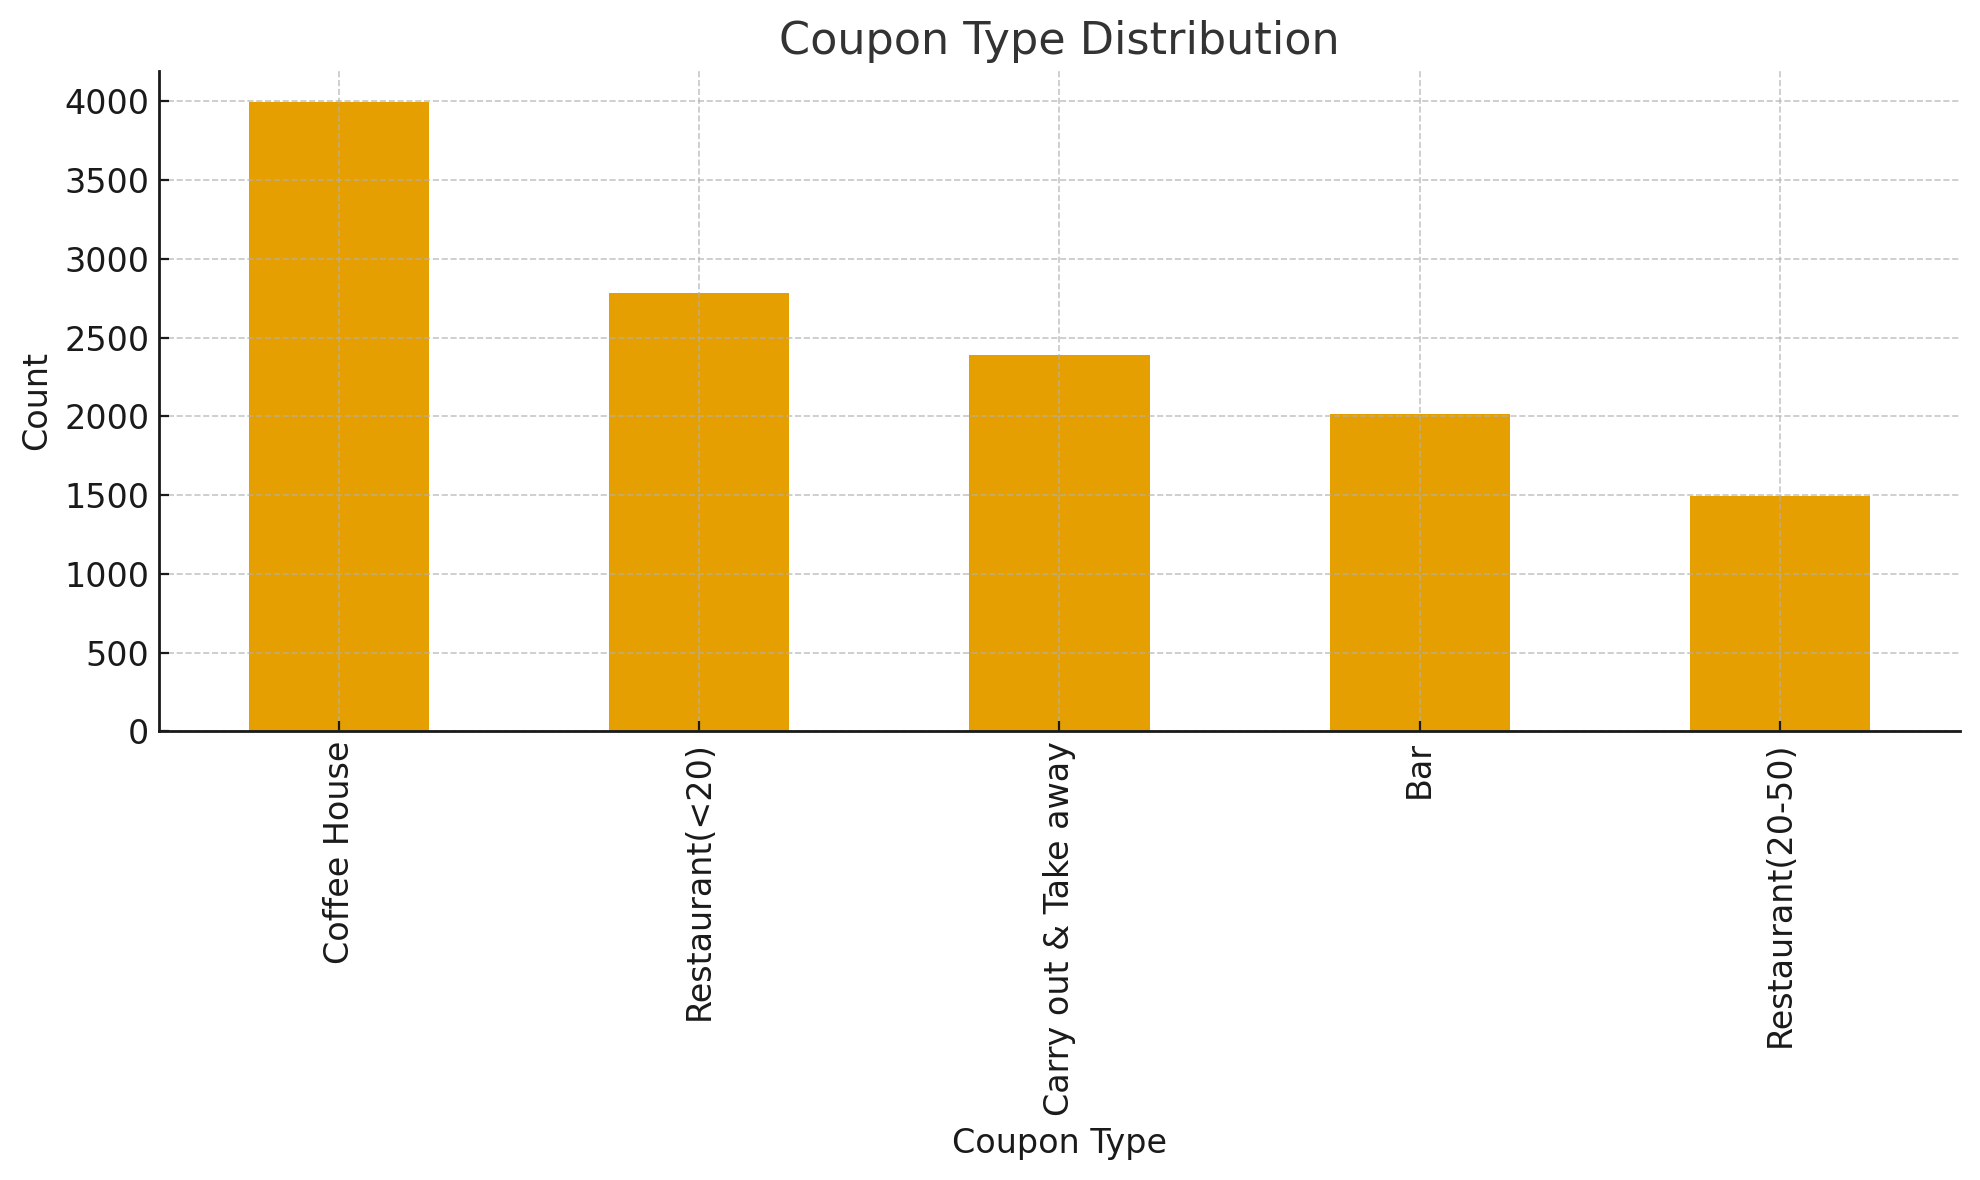 Coupon Type Distribution
Count
4000
3500
3000
2500
2000
1500
1000
500
0
Coffee House
Restaurant(<20)
Carry out & Take away
Bar
Restaurant(20-50)
Coupon Type